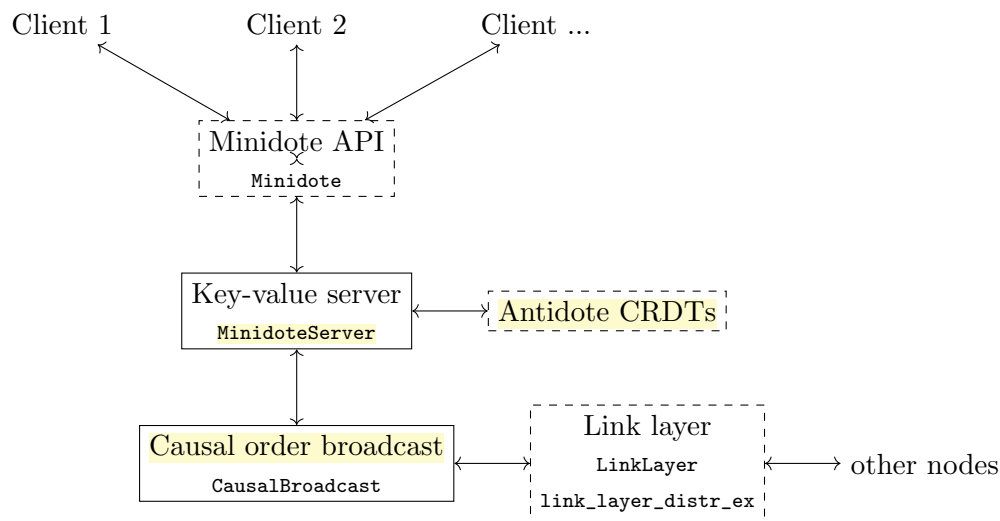 Client 1
Client 2
Client ...
Minidote API
Minidote
Key-value server
MinidoteServer
Antidote CRDTs
Causal order broadcast
CausalBroadcast
Link layer
LinkLayer
link_layer_distr_ex
other nodes